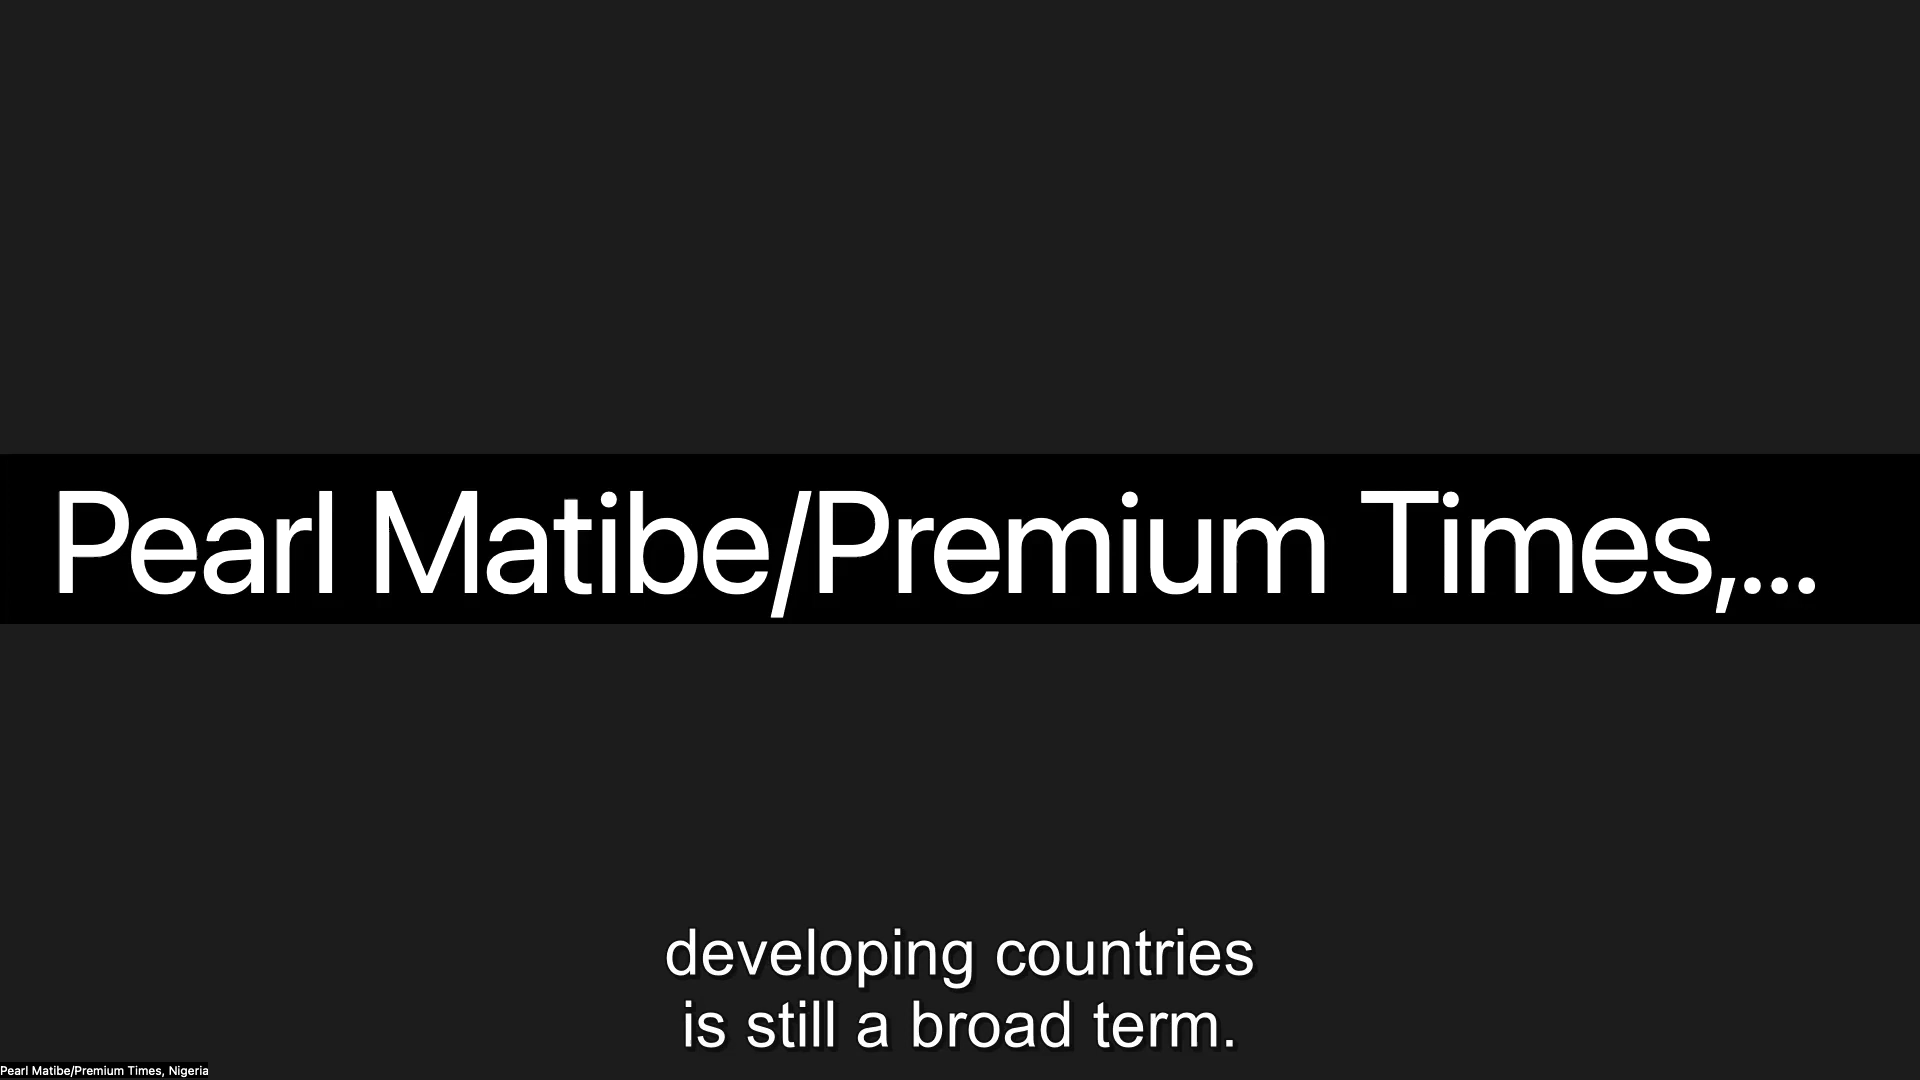 Pearl Matibe/Premium Times,...
developing countries
is still a broad term.
Pearl Matibe/Premium Times, Nigeria